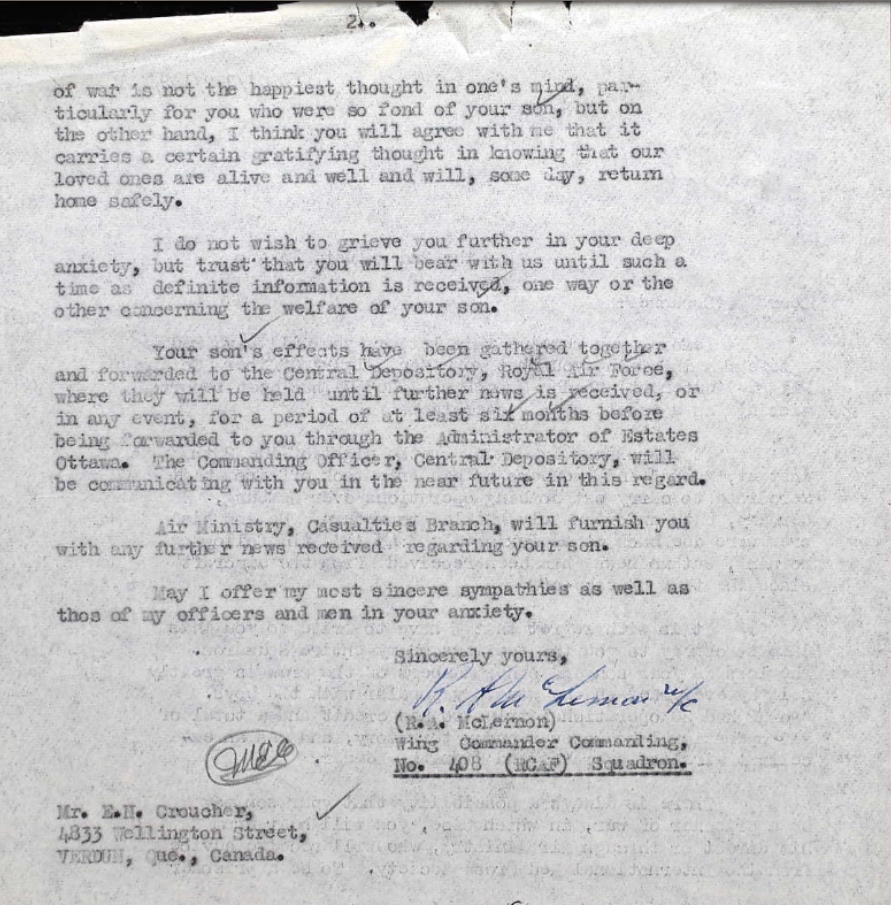 2..
of war is not the happiest thought in one's mind, par-
ticularly for you who were so fond of your son, but on
the other hand, I think you will agree with me that it
carries a certain gratifying thought in knowing that our
loved ones are alive and well and will, some day, return
home safely.
I do not wish to grieve you further in your deep
anxiety, but trust that you will bear with us until such a
time as definite information is received, one way or the
other concerning the welfare of your son.
Your son's effects have been gathered together
and forwarded to the Central Depository, Royal Air Force,
where they will be held until further news is received, or
in any event, for a period of at least six months before
being forwarded to you through the Administrator of Estates
Ottawa. The Commanding Officer, Central Depository, will
be communicating with you in the near future in this regard.
Air Ministry, Casualties Branch, will furnish you
with any further news received regarding your son.
May I offer my most sincere sympathies as well as
thos of my officers and men in your anxiety.
Sincerely yours,
R. A. McLernon w/c
(R.A. McLernon)
Wing Commander Commanding,
No. 408 (RCAF) Squadron.
Mr. E.H. Croucher,
4833 Wellington Street,
VERDUN, Que., Canada.